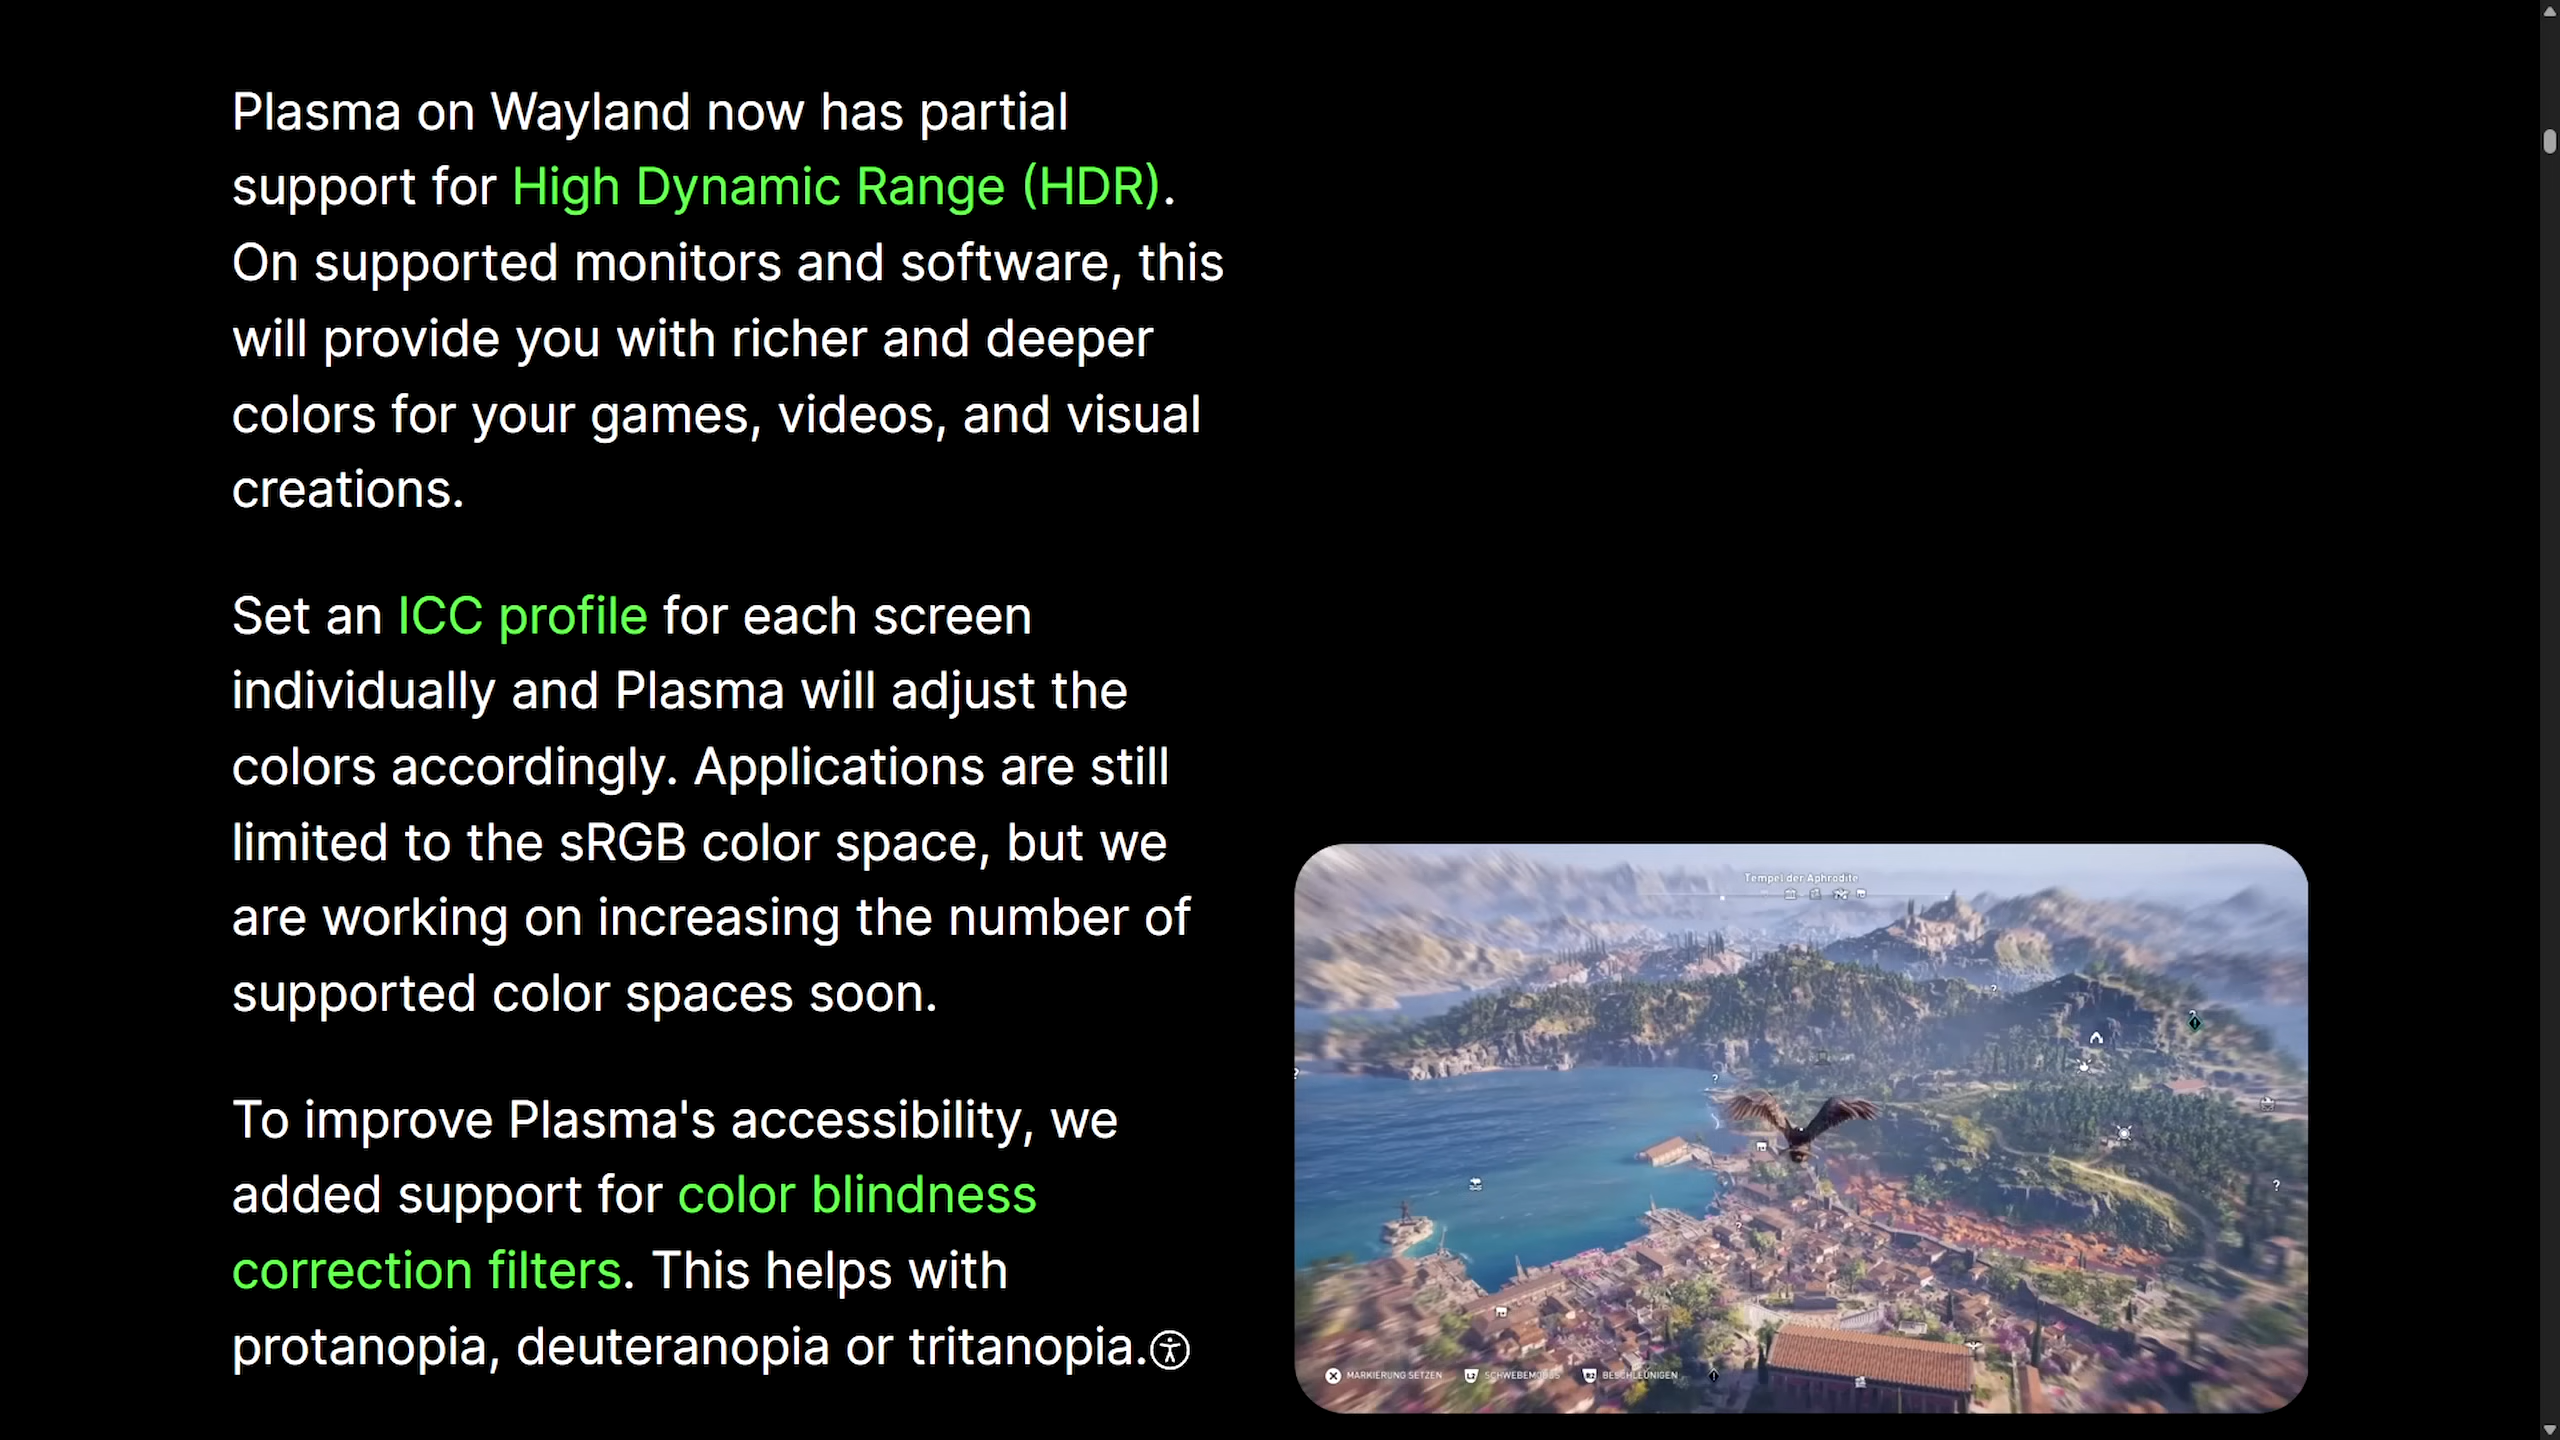 Plasma on Wayland now has partial
support for High Dynamic Range (HDR).
On supported monitors and software, this
will provide you with richer and deeper
colors for your games, videos, and visual
creations.
Set an ICC profile for each screen
individually and Plasma will adjust the
colors accordingly. Applications are still
limited to the sRGB color space, but we
are working on increasing the number of
supported color spaces soon.
To improve Plasma's accessibility, we
added support for color blindness
correction filters. This helps with
protanopia, deuteranopia or tritanopia.
Tempel der Aphrodite
MARKIERUNG SETZEN SCHWEBEMODUS BESCHLEUNIGEN